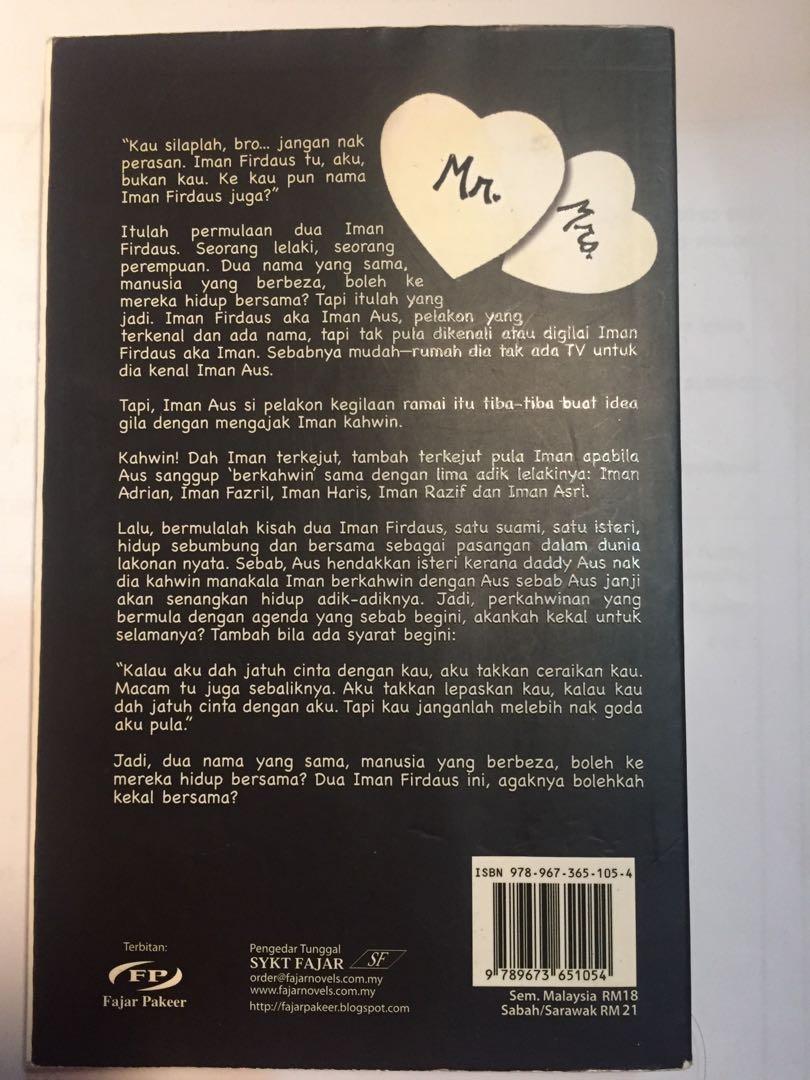 "Kau silaplah, bro... jangan nak
perasan. Iman Firdaus tu, aku,
bukan kau. Ke kau pun nama
Iman Firdaus juga?"
Mr.
Mrs.
Itulah permulaan dua Iman
Firdaus. Seorang lelaki, seorang
perempuan. Dua nama yang sama,
manusia yang berbeza, boleh ke
mereka hidup bersama? Tapi itulah yang
jadi. Iman Firdaus aka Iman Aus, pelakon yang
terkenal dan ada nama, tapi tak pula dikenali atau digilai Iman
Firdaus aka Iman. Sebabnya mudah—rumah dia tak ada TV untuk
dia kenal Iman Aus.
Tapi, Iman Aus si pelakon kegilaan ramai itu tiba-tiba buat idea
gila dengan mengajak Iman kahwin.
Kahwin! Dah Iman terkejut, tambah terkejut pula Iman apabila
Aus sanggup 'berkahwin' sama dengan lima adik lelakinya: Iman
Adrian, Iman Fazril, Iman Haris, Iman Razif dan Iman Asri.
Lalu, bermulalah kisah dua Iman Firdaus, satu suami, satu isteri,
hidup sebumbung dan bersama sebagai pasangan dalam dunia
lakonan nyata. Sebab, Aus hendakkan isteri kerana daddy Aus nak
dia kahwin manakala Iman berkahwin dengan Aus sebab Aus janji
akan senangkan hidup adik-adiknya. Jadi, perkahwinan yang
bermula dengan agenda yang sebab begini, akankah kekal untuk
selamanya? Tambah bila ada syarat begini:
"Kalau aku dah jatuh cinta dengan kau, aku takkan ceraikan kau.
Macam tu juga sebaliknya. Aku takkan lepaskan kau, kalau kau
dah jatuh cinta dengan aku. Tapi kau janganlah melebih nak goda
aku pula."
Jadi, dua nama yang sama, manusia yang berbeza, boleh ke
mereka hidup bersama? Dua Iman Firdaus ini, agaknya bolehkah
kekal bersama?
ISBN 978-967-365-105-4
9 789673 651054
Sem. Malaysia RM18
Sabah/Sarawak RM 21
Terbitan:
FP
Fajar Pakeer
Pengedar Tunggal
SYKT FAJAR SF
order@fajarnovels.com.my
www.fajarnovels.com.my
http://fajarpakeer.blogspot.com